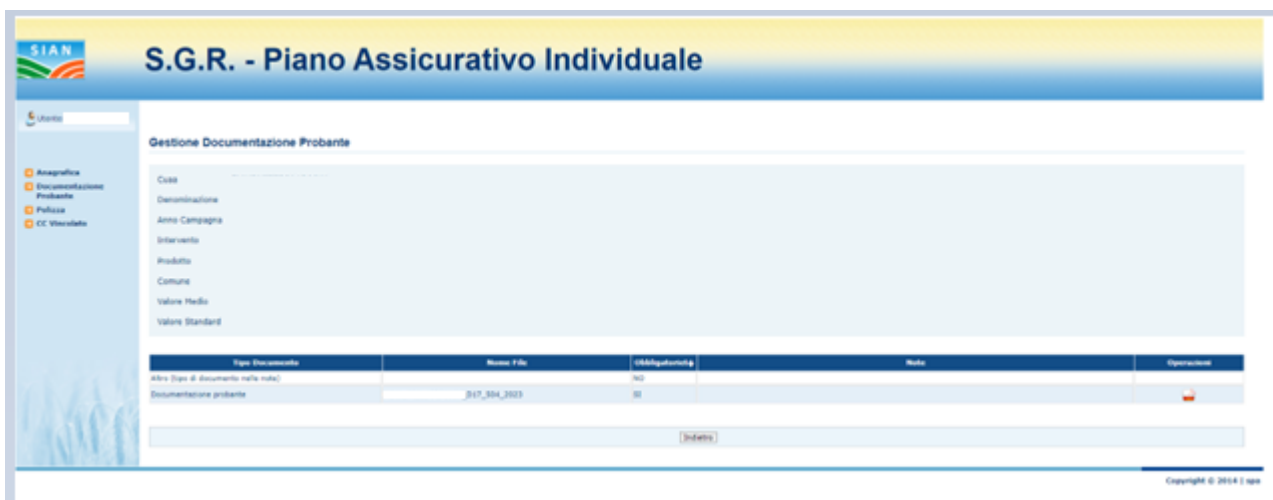 SIAN
S.G.R. - Piano Assicurativo Individuale
Utente
Gestione Documentazione Probante
Anagrafica
Documentazione
Probante
Polizza
CC Vincolato
Cuaa
Denominazione
Anno Campagna
Intervento
Prodotto
Comune
Valore Medio
Valore Standard
Tipo Documento Nome File Obbligatorietà Note Operazioni
Altro (tipo di documento nelle note) NO
Documentazione probante _017_504_2023 SI
Indietro
Copyright © 2014 | spa